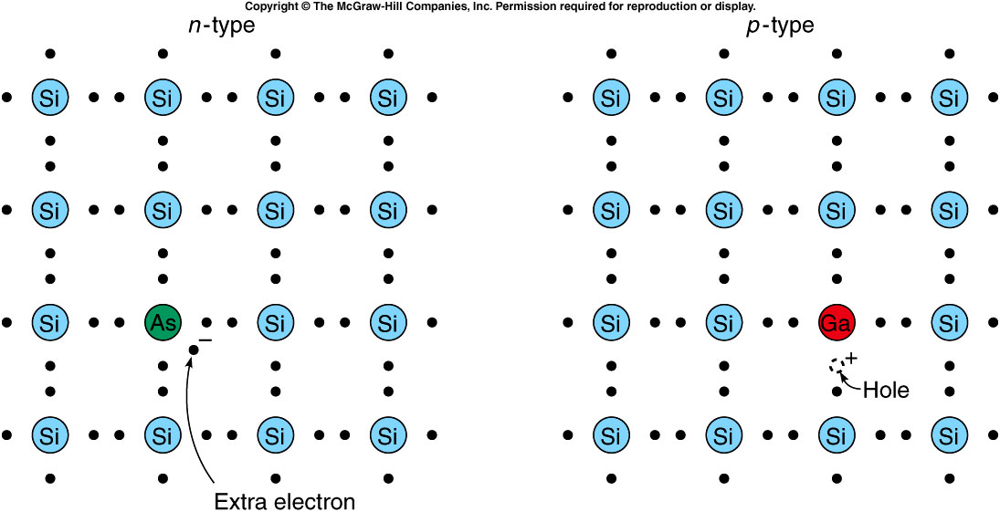 Copyright © The McGraw-Hill Companies, Inc. Permission required for reproduction or display.
n-type p-type
Si Si Si Si Si Si Si Si
Si Si Si Si Si Si Si Si
Si As Si Si Si Si Ga Si
− +
Hole
Si Si Si Si Si Si Si Si
Extra electron